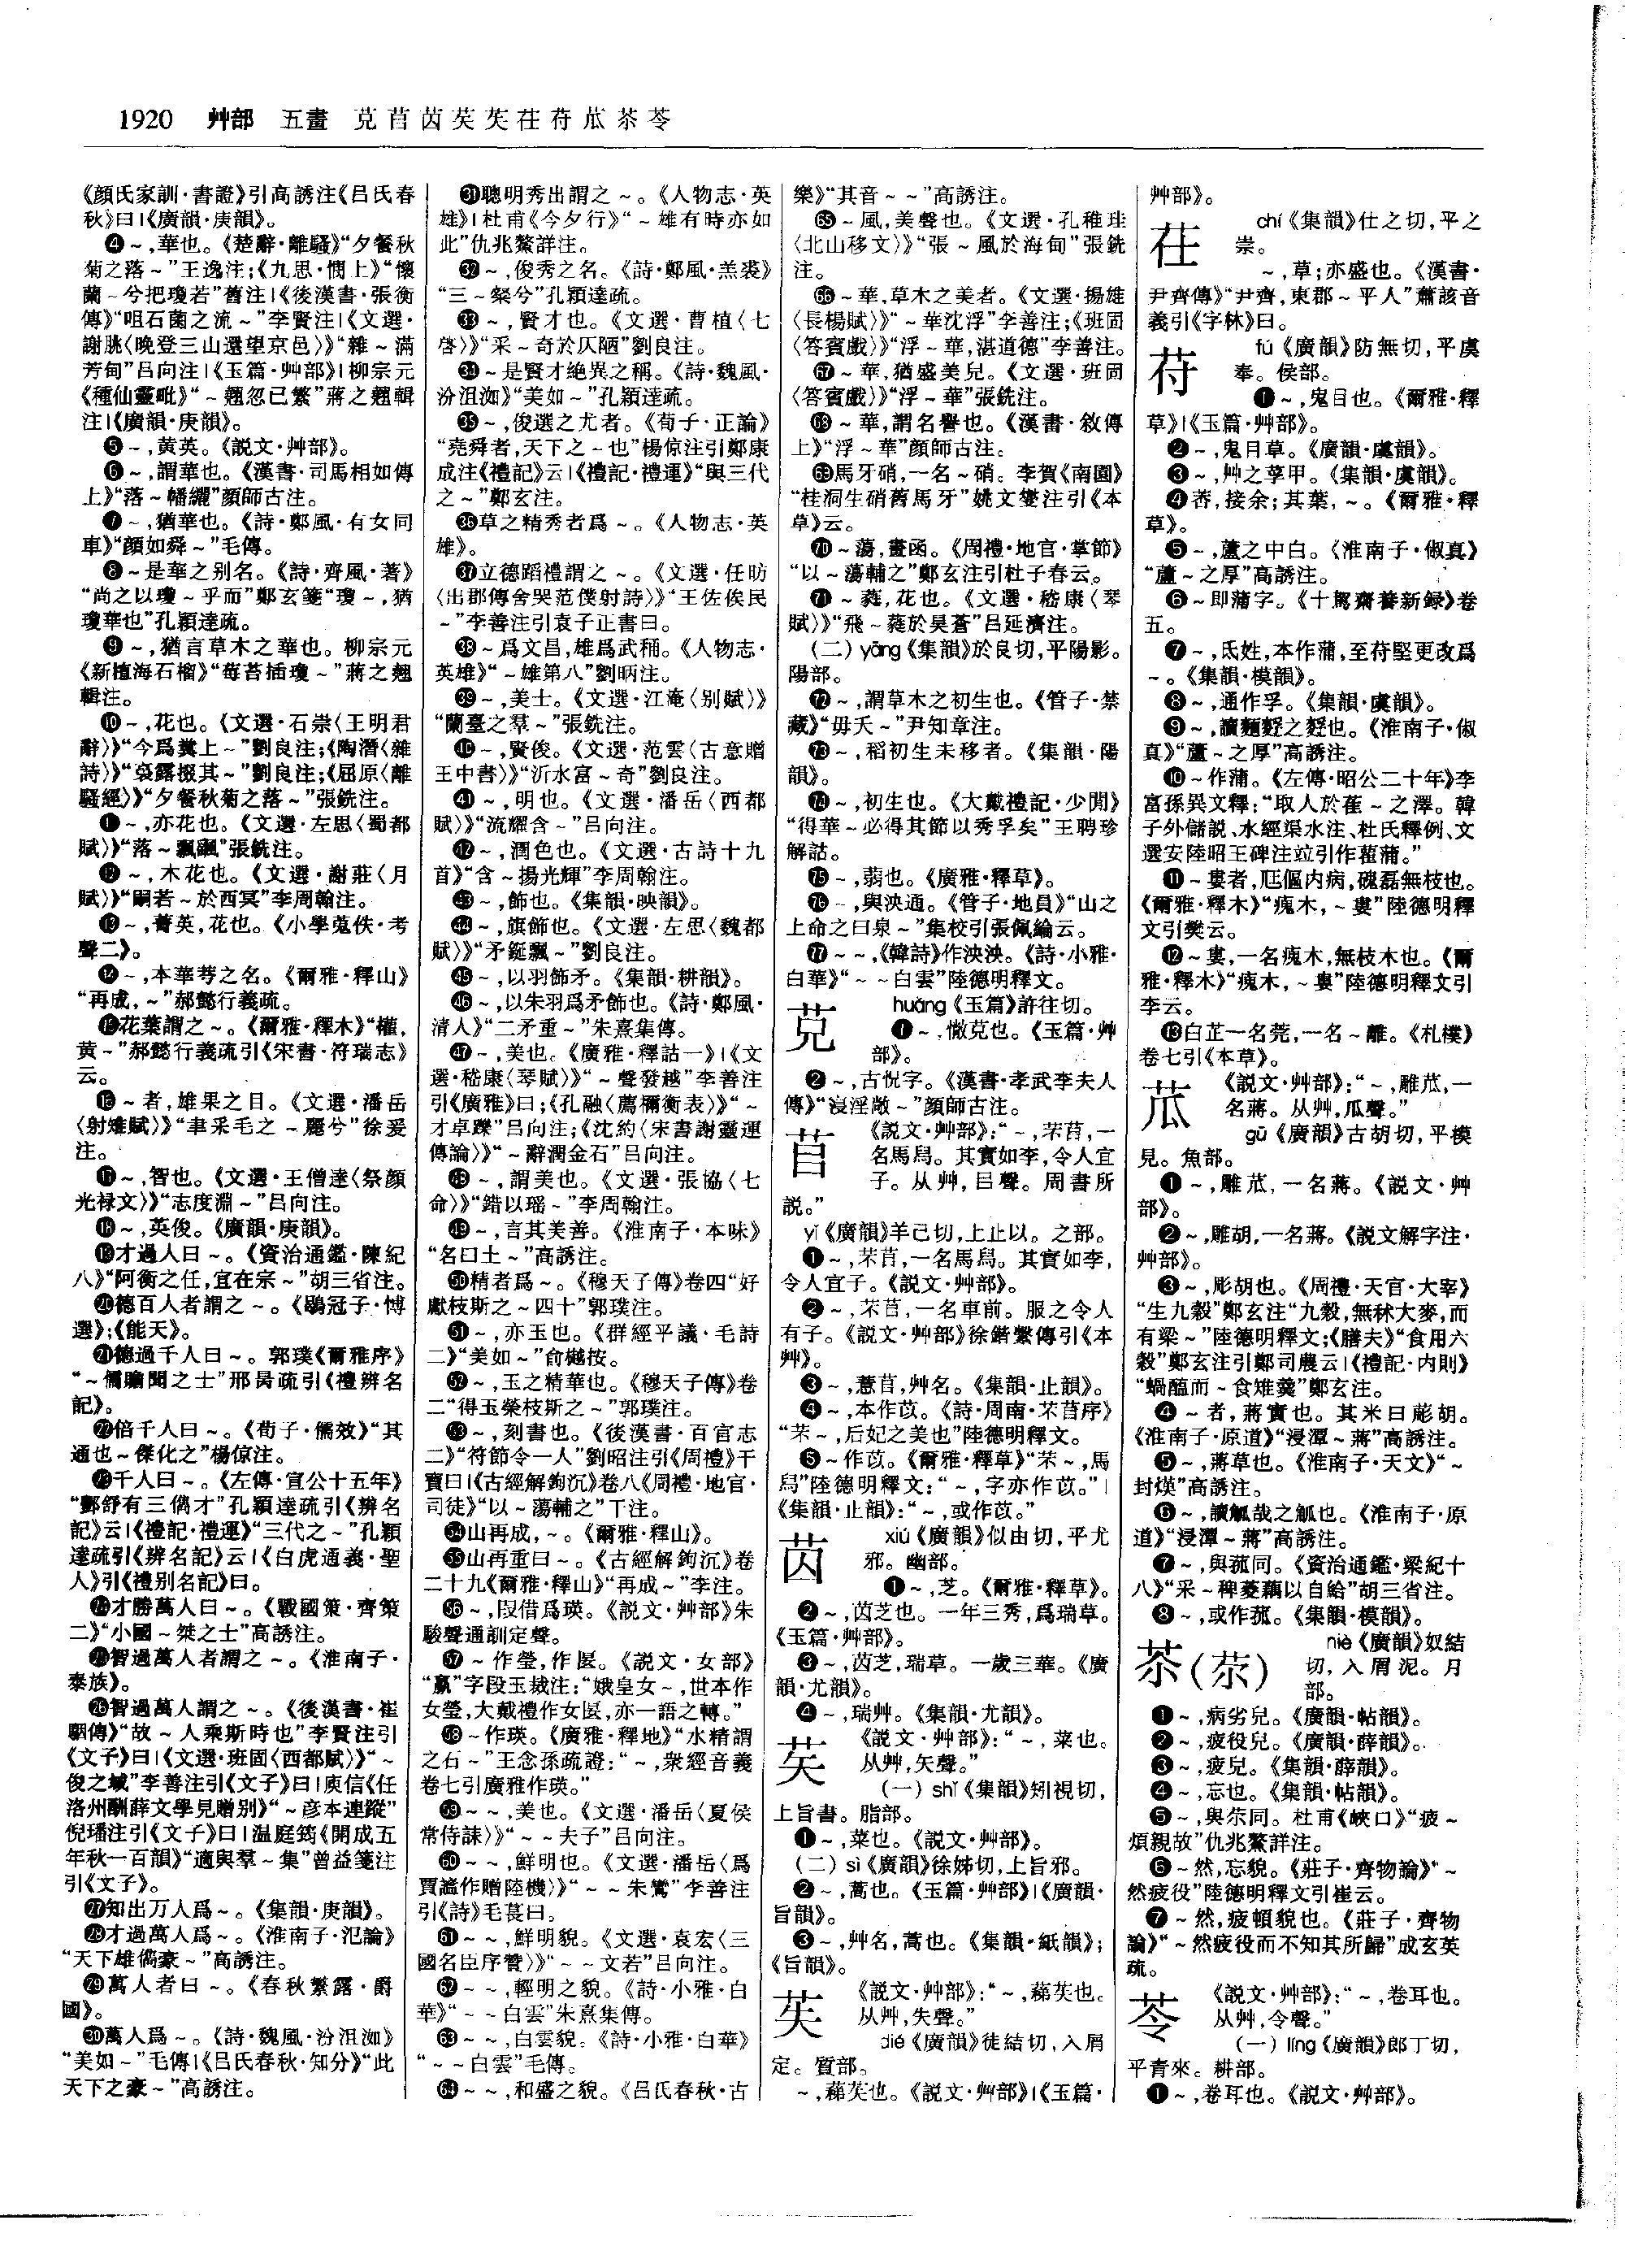 1920 艸部 五畫 茪苢苬苵苵茌苻苽苶苓
《顔氏家訓·書證》引高誘注《吕氏春
秋》曰|《廣韻·庚韻》。
❹~,華也。《楚辭·離騷》“夕餐秋
菊之落~”王逸注;《九思·憫上》“懷
蘭~兮把瓊若”舊注|《後漢書·張衡
傳》“咀石菌之流~”李賢注|《文選·
謝朓〈晚登三山還望京邑〉》“雜~滿
芳甸”吕向注|《玉篇·艸部》|柳宗元
《種仙靈毗》“~翹忽已繁”蔣之翹輯
注|《廣韻·庚韻》。
❺~,黄英。《説文·艸部》。
❻~,謂華也。《漢書·司馬相如傳
上》“落~幡纚”顔師古注。
❼~,猶華也。《詩·鄭風·有女同
車》“顔如舜~”毛傳。
❽~是華之别名。《詩·齊風·著》
“尚之以瓊~乎而”鄭玄箋“瓊~,猶
瓊華也”孔穎達疏。
❾~,猶言草木之華也。柳宗元
《新植海石榴》“莓苔插瓊~”蔣之翹
輯注。
❿~,花也。《文選·石崇〈王明君
辭〉》“今爲糞上~”劉良注;《陶潛〈雜
詩〉》“裛露掇其~”劉良注;《屈原〈離
騷經〉》“夕餐秋菊之落~”張銑注。
⓫~,亦花也。《文選·左思〈蜀都
賦〉》“落~飄飄”張銑注。
⓬~,木花也。《文選·謝莊〈月
賦〉》“嗣若~於西冥”李周翰注。
⓭~,菁英,花也。《小學蒐佚·考
聲二》。
⓮~,本華荂之名。《爾雅·釋山》
“再成,~”郝懿行義疏。
⓯花葉謂之~。《爾雅·釋木》“權,
黄~”郝懿行義疏引《宋書·符瑞志》
云。
⓰~者,雄果之目。《文選·潘岳
〈射雉賦〉》“聿采毛之~麗兮”徐爰
注。
⓱~,智也。《文選·王僧達〈祭顔
光禄文〉》“志度淵~”吕向注。
⓲~,英俊。《廣韻·庚韻》。
⓳才過人曰~。《資治通鑑·陳紀
八》“阿衡之任,宜在宗~”胡三省注。
⓴德百人者謂之~。《鶡冠子·博
選》;《能天》。
㉑德過千人曰~。郭璞《爾雅序》
“~儒贍聞之士”邢昺疏引《禮辨名
記》。
㉒倍千人曰~。《荀子·儒效》“其
通也~傑化之”楊倞注。
㉓千人曰~。《左傳·宣公十五年》
“酆舒有三儁才”孔穎達疏引《辨名
記》云|《禮記·禮運》“三代之~”孔穎
達疏引《辨名記》云|《白虎通義·聖
人》引《禮别名記》曰。
㉔才勝萬人曰~。《戰國策·齊策
二》“小國~桀之士”高誘注。
㉕智過萬人者謂之~。《淮南子·
泰族》。
㉖智過萬人謂之~。《後漢書·崔
駰傳》“故~人乘斯時也”李賢注引
《文子》曰|《文選·班固〈西都賦〉》“~
俊之域”李善注引《文子》曰|庾信《任
洛州酬薛文學見贈别》“~彦本連蹤”
倪璠注引《文子》曰|温庭筠《開成五
年秋一百韻》“適與羣~集”曾益箋注
引《文子》。
㉗知出万人爲~。《集韻·庚韻》。
㉘才過萬人爲~。《淮南子·氾論》
“天下雄儁豪~”高誘注。
㉙萬人者曰~。《春秋繁露·爵
國》。
㉚萬人爲~。《詩·魏風·汾沮洳》
“美如~”毛傳|《吕氏春秋·知分》“此
天下之豪~”高誘注。
㉛聰明秀出謂之~。《人物志·英
雄》|杜甫《今夕行》“~雄有時亦如
此”仇兆鰲詳注。
㉜~,俊秀之名。《詩·鄭風·羔裘》
“三~粲兮”孔穎達疏。
㉝~,賢才也。《文選·曹植〈七
啓〉》“采~奇於仄陋”劉良注。
㉞~是賢才絶異之稱。《詩·魏風·
汾沮洳》“美如~”孔穎達疏。
㉟~,俊選之尤者。《荀子·正論》
“堯舜者,天下之~也”楊倞注引鄭康
成注《禮記》云|《禮記·禮運》“與三代
之~”鄭玄注。
㊱草之精秀者爲~。《人物志·英
雄》。
㊲立德蹈禮謂之~。《文選·任昉
〈出郡傳舍哭范僕射詩〉》“王佐俟民
~”李善注引袁子正書曰。
㊳~爲文昌,雄爲武稱。《人物志·
英雄》“~雄第八”劉昞注。
㊴~,美士。《文選·江淹〈别賦〉》
“蘭臺之羣~”張銑注。
㊵~,賢俊。《文選·范雲〈古意贈
王中書〉》“沂水富~奇”劉良注。
㊶~,明也。《文選·潘岳〈西都
賦〉》“流耀含~”吕向注。
㊷~,潤色也。《文選·古詩十九
首》“含~揚光輝”李周翰注。
㊸~,飾也。《集韻·映韻》。
㊹~,旗飾也。《文選·左思〈魏都
賦〉》“矛鋋飄~”劉良注。
㊺~,以羽飾矛。《集韻·耕韻》。
㊻~,以朱羽爲矛飾也。《詩·鄭風·
清人》“二矛重~”朱熹集傳。
㊼~,美也。《廣雅·釋詁一》|《文
選·嵇康〈琴賦〉》“~聲發越”李善注
引《廣雅》曰;《孔融〈薦禰衡表〉》“~
才卓躒”吕向注;《沈約〈宋書謝靈運
傳論〉》“~辭潤金石”吕向注。
㊽~,謂美也。《文選·張協〈七
命〉》“錯以瑶~”李周翰注。
㊾~,言其美善。《淮南子·本味》
“名曰土~”高誘注。
㊿精者爲~。《穆天子傳》卷四“好
獻枝斯之~四十”郭璞注。
51~,亦玉也。《群經平議·毛詩
二》“美如~”俞樾按。
52~,玉之精華也。《穆天子傳》卷
二“得玉榮枝斯之~”郭璞注。
53~,刻書也。《後漢書·百官志
二》“符節令一人”劉昭注引《周禮》干
寶曰|《古經解鉤沉》卷八《周禮·地官·
司徒》“以~蕩輔之”丁注。
54山再成,~。《爾雅·釋山》。
55山再重曰~。《古經解鉤沉》卷
二十九《爾雅·釋山》“再成~”李注。
56~,叚借爲瑛。《説文·艸部》朱
駿聲通訓定聲。
57~作瑩,作匽。《説文·女部》
“嬴”字段玉裁注:“娥皇女~,世本作
女瑩,大戴禮作女匽,亦一語之轉。”
58~作瑛。《廣雅·釋地》“水精謂
之石~”王念孫疏證:“~,衆經音義
卷七引廣雅作瑛。”
59~~,美也。《文選·潘岳〈夏侯
常侍誄〉》“~~夫子”吕向注。
60~~,鮮明也。《文選·潘岳〈爲
賈謐作贈陸機〉》“~~朱鸞”李善注
引《詩》毛萇曰。
61~~,鮮明貌。《文選·袁宏〈三
國名臣序贊〉》“~~文若”吕向注。
62~~,輕明之貌。《詩·小雅·白
華》“~~白雲”朱熹集傳。
63~~,白雲貌。《詩·小雅·白華》
“~~白雲”毛傳。
64~~,和盛之貌。《吕氏春秋·古
樂》“其音~~”高誘注。
65~風,美聲也。《文選·孔稚珪
〈北山移文〉》“張~風於海甸”張銑
注。
66~華,草木之美者。《文選·揚雄
〈長楊賦〉》“~華沈浮”李善注;《班固
〈答賓戲〉》“浮~華,湛道德”李善注。
67~華,猶盛美皃。《文選·班固
〈答賓戲〉》“浮~華”張銑注。
68~華,謂名譽也。《漢書·敘傳
上》“浮~華”顔師古注。
69馬牙硝,一名~硝。李賀《南園》
“桂洞生硝舊馬牙”姚文燮注引《本
草》云。
70~蕩,畫函。《周禮·地官·掌節》
“以~蕩輔之”鄭玄注引杜子春云。
71~蕤,花也。《文選·嵇康〈琴
賦〉》“飛~蕤於昊蒼”吕延濟注。
(二)yāng《集韻》於良切,平陽影。
陽部。
72~,謂草木之初生也。《管子·禁
藏》“毋夭~”尹知章注。
73~,稻初生未移者。《集韻·陽
韻》。
74~,初生也。《大戴禮記·少閒》
“得華~必得其節以秀孚矣”王聘珍
解詁。
75~,蒻也。《廣雅·釋草》。
76~,與泱通。《管子·地員》“山之
上命之曰泉~”集校引張佩綸云。
77~~,《韓詩》作泱泱。《詩·小雅·
白華》“~~白雲”陸德明釋文。
茪
huǎng《玉篇》許往切。
❶~,㦬茪也。《玉篇·艸
部》。
❷~,古怳字。《漢書·孝武李夫人
傳》“寖淫敞~”顔師古注。
苢
《説文·艸部》:“~,芣苢,一
名馬舄。其實如李,令人宜
子。从艸,㠯聲。周書所
説。”
yǐ《廣韻》羊己切,上止以。之部。
❶~,芣苢,一名馬舄。其實如李,
令人宜子。《説文·艸部》。
❷~,芣苢,一名車前。服之令人
有子。《説文·艸部》徐鍇繫傳引《本
艸》。
❸~,薏苢,艸名。《集韻·止韻》。
❹~,本作苡。《詩·周南·芣苢序》
“芣~,后妃之美也”陸德明釋文。
❺~作苡。《爾雅·釋草》“芣~,馬
舄”陸德明釋文:“~,字亦作苡。”|
《集韻·止韻》:“~,或作苡。”
苬
xiú《廣韻》似由切,平尤
邪。幽部。
❶~,芝。《爾雅·釋草》。
❷~,苬芝也。一年三秀,爲瑞草。
《玉篇·艸部》。
❸~,苬芝,瑞草。一歲三華。《廣
韻·尤韻》。
❹~,瑞艸。《集韻·尤韻》。
𦭈
《説文·艸部》:“~,菜也。
从艸,矢聲。”
(一)shǐ《集韻》矧視切,
上旨書。脂部。
❶~,菜也。《説文·艸部》。
(二)sì《廣韻》徐姊切,上旨邪。
❷~,蒿也。《玉篇·艸部》|《廣韻·
旨韻》。
❸~,艸名,蒿也。《集韻·紙韻》;
《旨韻》。
苵
《説文·艸部》:“~,蕛苵也。
从艸,失聲。”
dié《廣韻》徒結切,入屑
定。質部。
~,蕛苵也。《説文·艸部》|《玉篇·
艸部》。
茌
chí《集韻》仕之切,平之
崇。
~,草;亦盛也。《漢書·
尹齊傳》“尹齊,東郡~平人”蕭該音
義引《字林》曰。
苻
fú《廣韻》防無切,平虞
奉。侯部。
❶~,鬼目也。《爾雅·釋
草》|《玉篇·艸部》。
❷~,鬼目草。《廣韻·虞韻》。
❸~,艸之莩甲。《集韻·虞韻》。
❹莕,接余;其葉,~。《爾雅·釋
草》。
❺~,蘆之中白。《淮南子·俶真》
“蘆~之厚”高誘注。
❻~即蒲字。《十駕齋養新録》卷
五。
❼~,氏姓,本作蒲,至苻堅更改爲
~。《集韻·模韻》。
❽~,通作孚。《集韻·虞韻》。
❾~,讀麵䴸之䴸也。《淮南子·俶
真》“蘆~之厚”高誘注。
❿~作蒲。《左傳·昭公二十年》李
富孫異文釋:“取人於萑~之澤。韓
子外儲説、水經渠水注、杜氏釋例、文
選安陸昭王碑注竝引作萑蒲。”
⓫~婁者,尫傴内病,磈磊無枝也。
《爾雅·釋木》“瘣木,~婁”陸德明釋
文引樊云。
⓬~婁,一名瘣木,無枝木也。《爾
雅·釋木》“瘣木,~婁”陸德明釋文引
李云。
⓭白芷一名莞,一名~離。《札樸》
卷七引《本草》。
苽
《説文·艸部》:“~,雕苽,一
名蔣。从艸,瓜聲。”
gū《廣韻》古胡切,平模
見。魚部。
❶~,雕苽,一名蔣。《説文·艸
部》。
❷~,雕胡,一名蔣。《説文解字注·
艸部》。
❸~,彫胡也。《周禮·天官·大宰》
“生九穀”鄭玄注“九穀,無秫大麥,而
有粱~”陸德明釋文;《膳夫》“食用六
穀”鄭玄注引鄭司農云|《禮記·内則》
“蝸醢而~食雉羹”鄭玄注。
❹~者,蔣實也。其米曰彫胡。
《淮南子·原道》“浸潭~蔣”高誘注。
❺~,蔣草也。《淮南子·天文》“~
封熯”高誘注。
❻~,讀觚哉之觚也。《淮南子·原
道》“浸潭~蔣”高誘注。
❼~,與菰同。《資治通鑑·梁紀十
八》“采~稗菱藕以自給”胡三省注。
❽~,或作菰。《集韻·模韻》。
苶(苶)
niè《廣韻》奴結
切,入屑泥。月
部。
❶~,病劣皃。《廣韻·帖韻》。
❷~,疲役皃。《廣韻·薛韻》。
❸~,疲皃。《集韻·薛韻》。
❹~,忘也。《集韻·帖韻》。
❺~,與尒同。杜甫《峽口》“疲~
煩親故”仇兆鰲詳注。
❻~然,忘貌。《莊子·齊物論》“~
然疲役”陸德明釋文引崔云。
❼~然,疲頓貌也。《莊子·齊物
論》“~然疲役而不知其所歸”成玄英
疏。
苓
《説文·艸部》:“~,卷耳也。
从艸,令聲。”
(一)líng《廣韻》郎丁切,
平青來。耕部。
❶~,卷耳也。《説文·艸部》。